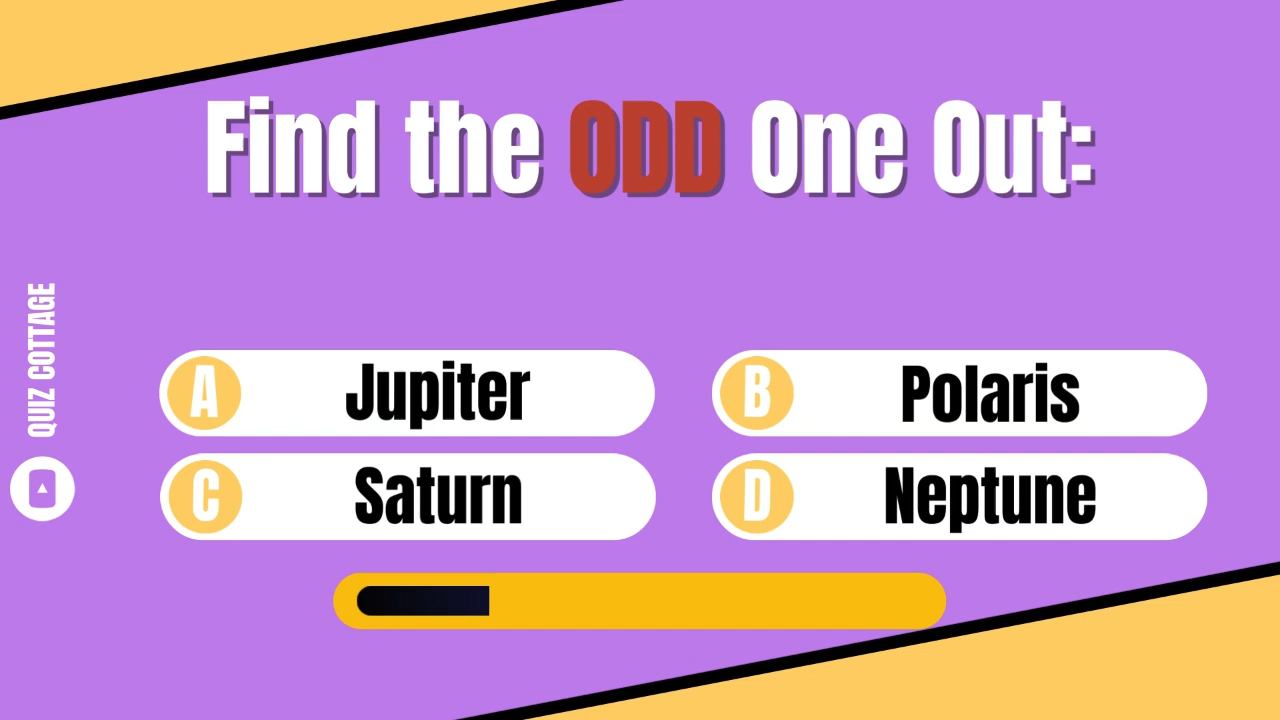 Find the ODD One Out:
QUIZ COTTAGE
A Jupiter
B Polaris
C Saturn
D Neptune